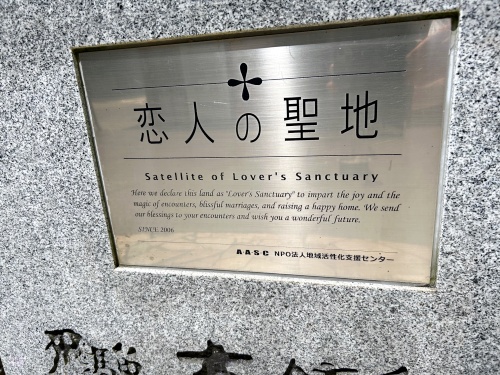 恋人の聖地
Satellite of Lover's Sanctuary
Here we declare this land as "Lover's Sanctuary" to impart the joy and the
magic of encounters, blissful marriages, and raising a happy home. We send
our blessings to your encounters and wish you a wonderful future.
SINCE 2006
AASC NPO法人地域活性化支援センター